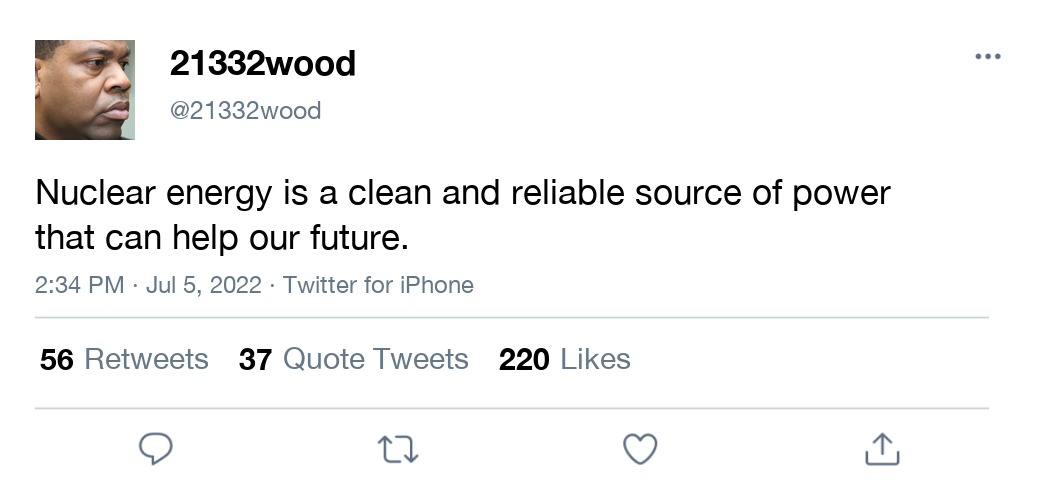 21332wood
@21332wood
Nuclear energy is a clean and reliable source of power
that can help our future.
2:34 PM · Jul 5, 2022 · Twitter for iPhone
56 Retweets 37 Quote Tweets 220 Likes